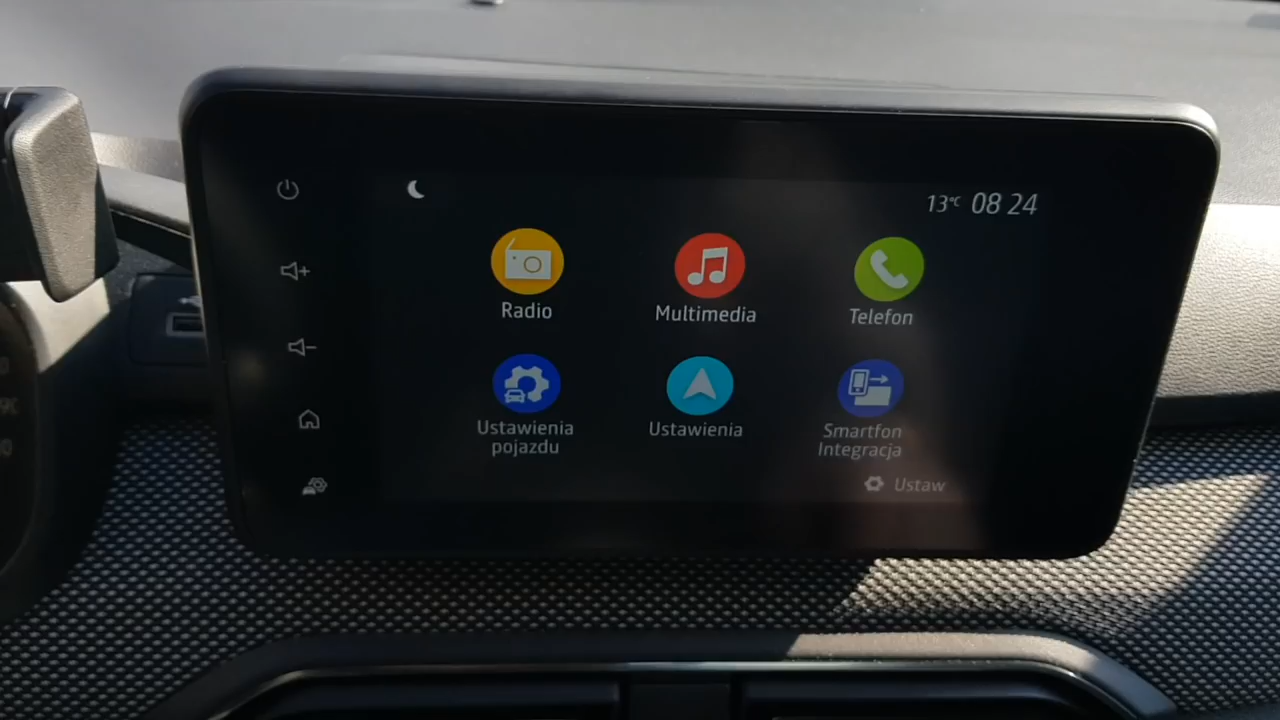 13°C 08 24
Radio
Multimedia
Telefon
Ustawienia
pojazdu
Ustawienia
Smartfon
Integracja
Ustaw